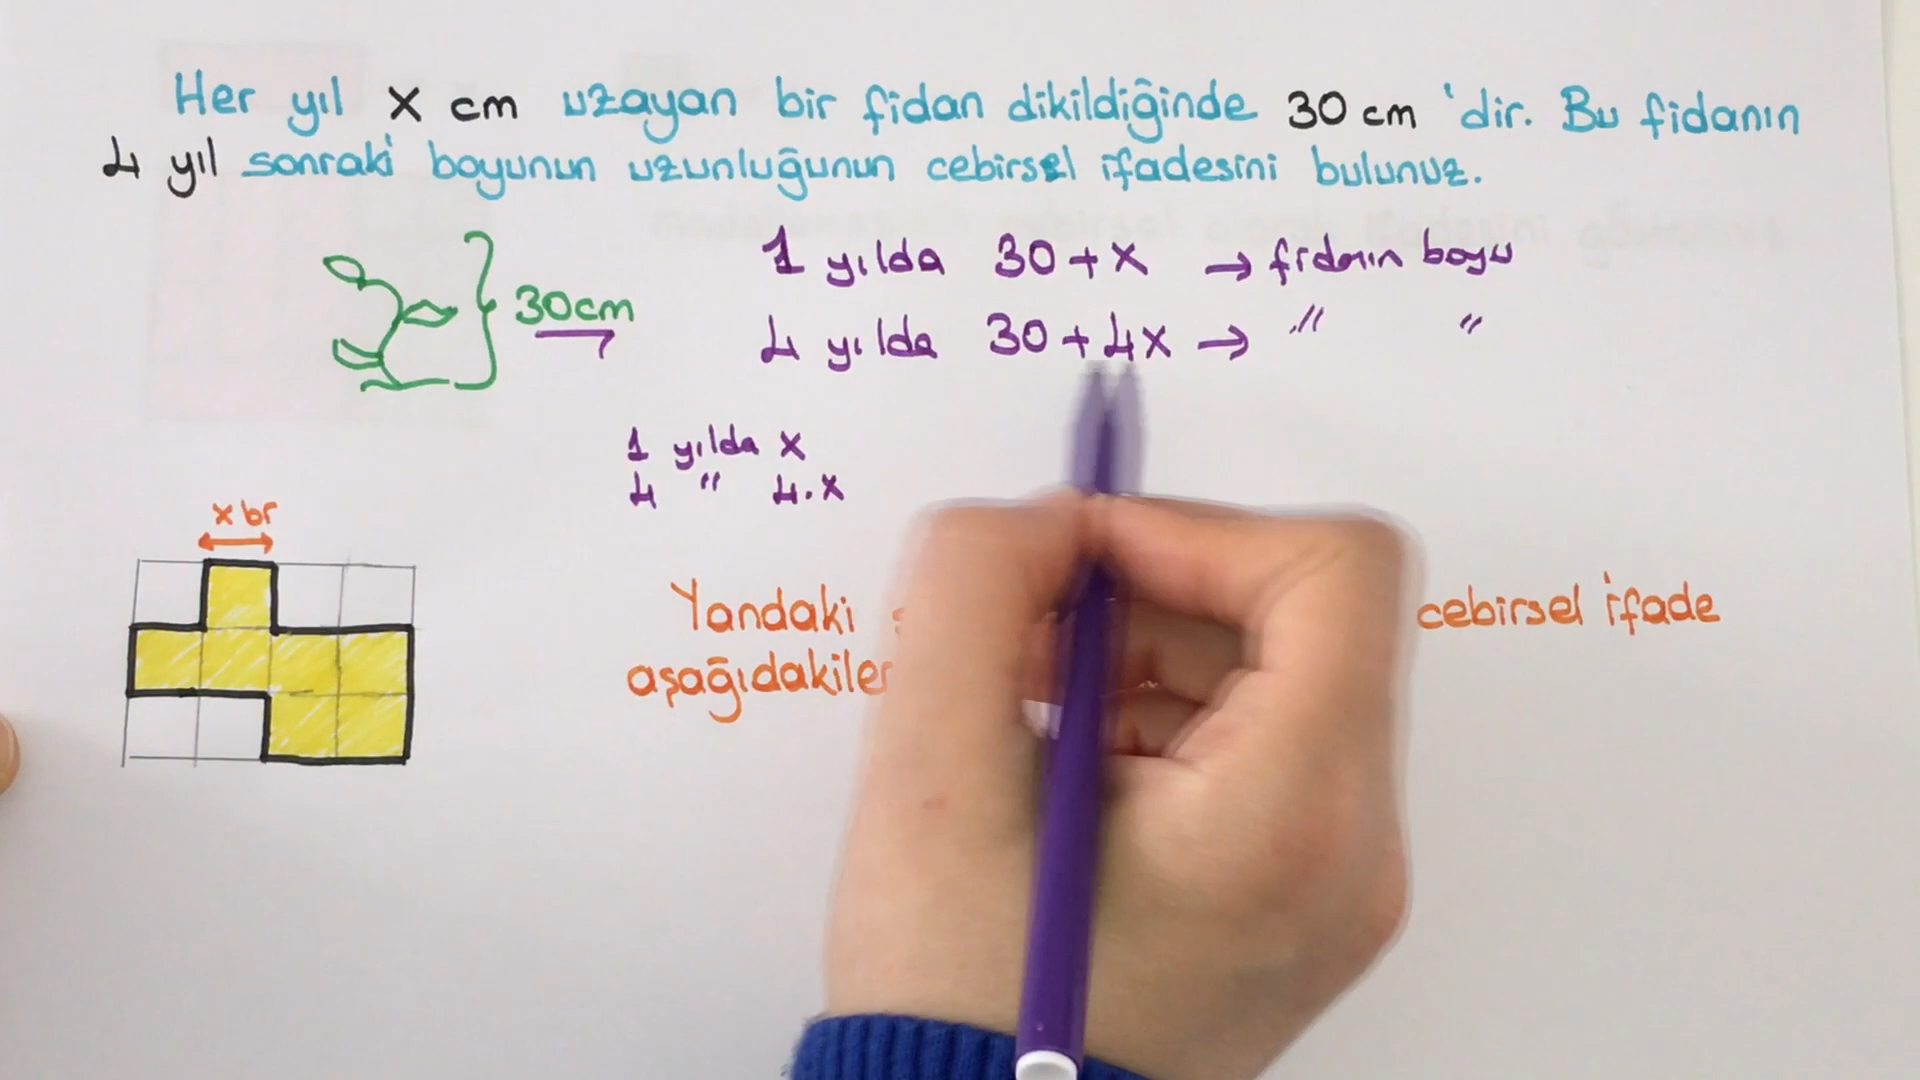 Her yıl x cm uzayan bir fidan dikildiğinde 30 cm 'dir. Bu fidanın
4 yıl sonraki boyunun uzunluğunun cebirsel ifadesini bulunuz.
30cm
1 yılda 30+x → fidanın boyu
4 yılda 30+4x → " "
1 yılda x
4 " 4.x
x br
Yandaki cebirsel ifade
aşağıdakiler